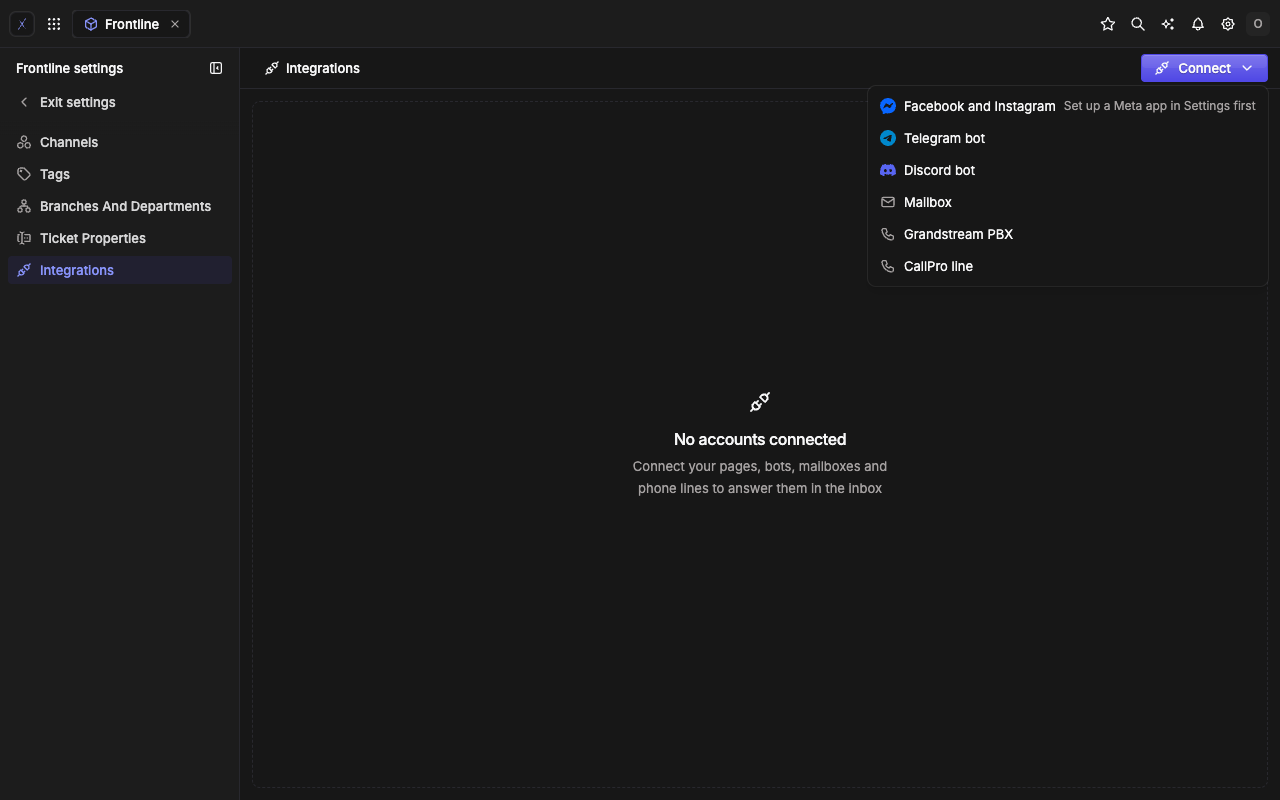 Frontline
O
Frontline settings
Integrations
Connect
Exit settings
Facebook and Instagram Set up a Meta app in Settings first
Channels
Telegram bot
Tags
Discord bot
Branches And Departments
Mailbox
Ticket Properties
Grandstream PBX
Integrations
CallPro line
No accounts connected
Connect your pages, bots, mailboxes and
phone lines to answer them in the inbox